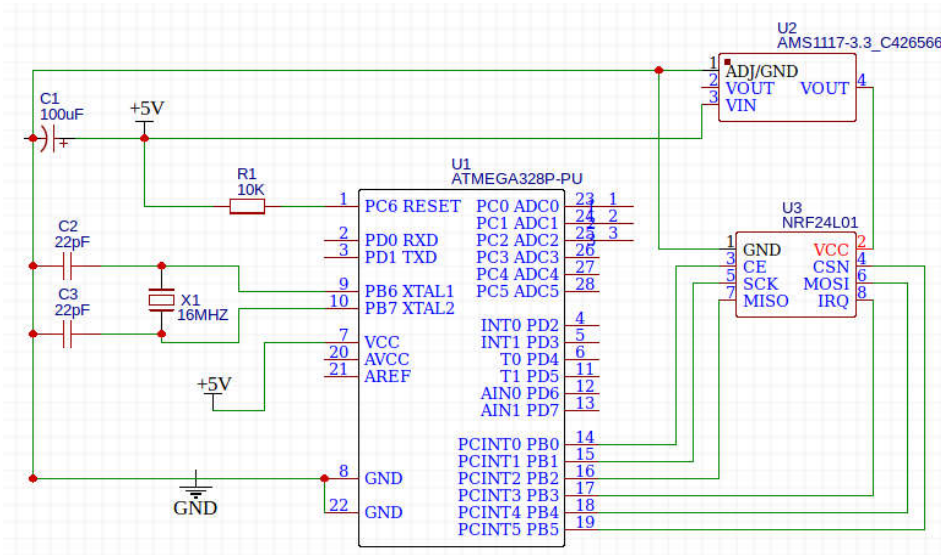 U2
AMS1117-3.3_C426566
1 ADJ/GND
2 VOUT VOUT 4
3 VIN
C1
100uF
+5V
+
U1
ATMEGA328P-PU
R1
10K
1 PC6 RESET PC0 ADC0 23 1
PC1 ADC1 24 2
2 PD0 RXD PC2 ADC2 25 3
3 PD1 TXD PC3 ADC3 26
PC4 ADC4 27
9 PB6 XTAL1 PC5 ADC5 28
10 PB7 XTAL2
C2
22pF
C3
22pF
X1
16MHZ
U3
NRF24L01
1 GND VCC 2
3 CE CSN 4
5 SCK MOSI 6
7 MISO IRQ 8
INT0 PD2 4
7 VCC INT1 PD3 5
20 AVCC T0 PD4 6
21 AREF T1 PD5 11
AIN0 PD6 12
AIN1 PD7 13
+5V
PCINT0 PB0 14
PCINT1 PB1 15
8 GND PCINT2 PB2 16
PCINT3 PB3 17
22 GND PCINT4 PB4 18
PCINT5 PB5 19
GND